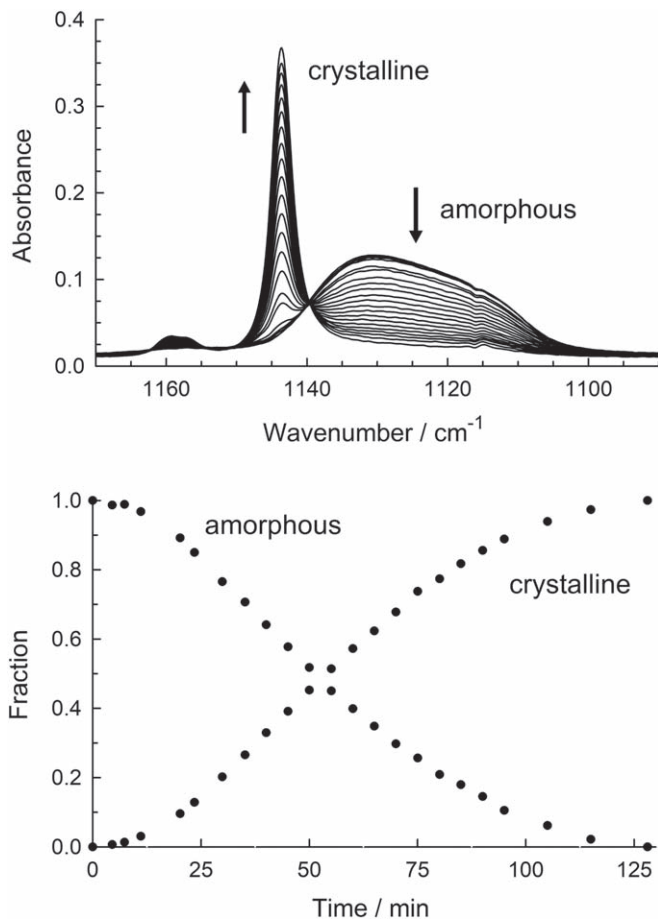 0.4
crystalline
0.3
Absorbance
0.2
amorphous
0.1
0.0
1160
1140
1120
1100
Wavenumber / cm⁻¹
1.0
amorphous
0.8
crystalline
0.6
Fraction
0.4
0.2
0.0
0
25
50
75
100
125
Time / min